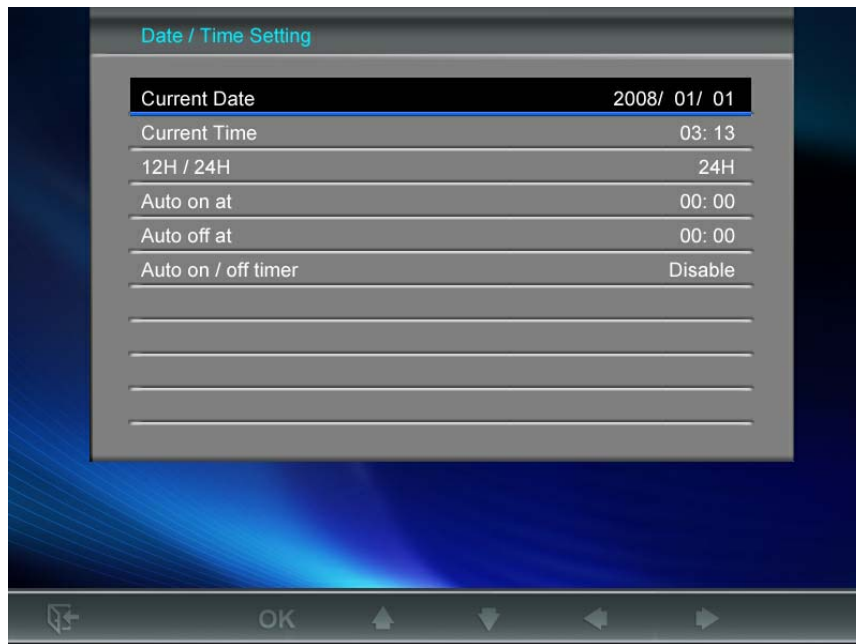 Date / Time Setting
Current Date 2008/ 01/ 01
Current Time 03: 13
12H / 24H 24H
Auto on at 00: 00
Auto off at 00: 00
Auto on / off timer Disable
OK